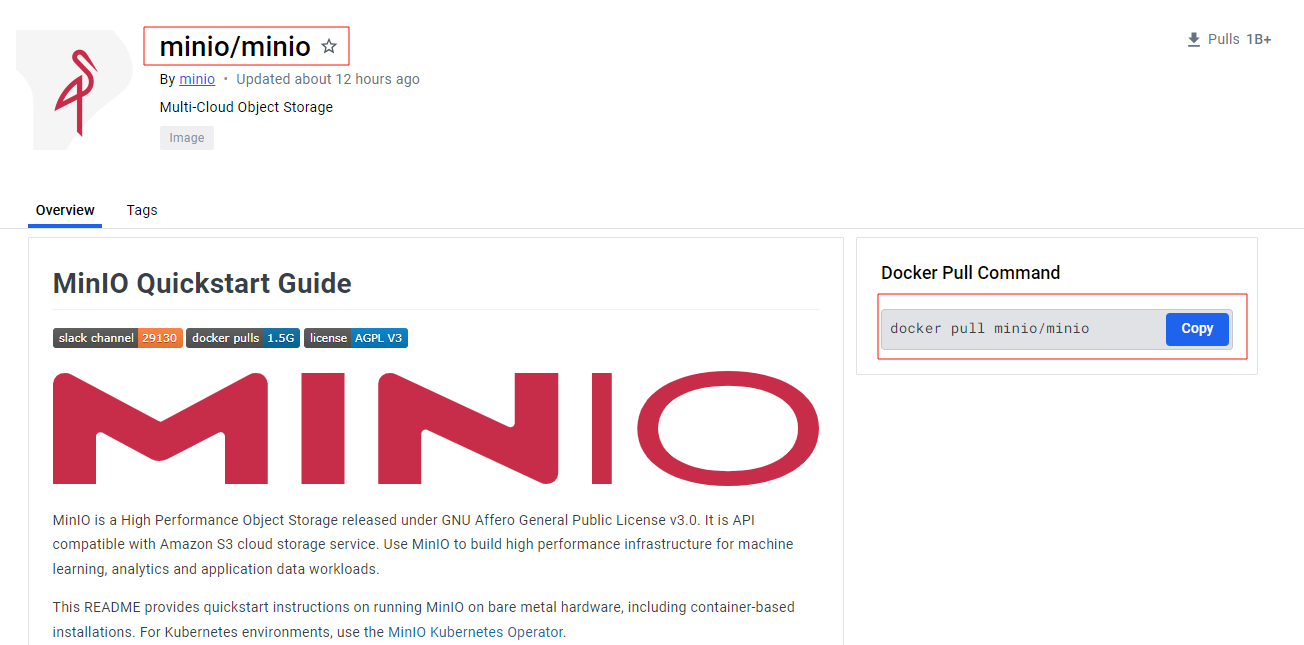 minio/minio
Pulls 1B+
By minio • Updated about 12 hours ago
Multi-Cloud Object Storage
Image
Overview
Tags
MinIO Quickstart Guide
slack channel 29130 docker pulls 1.5G license AGPL V3
MINIO
MinIO is a High Performance Object Storage released under GNU Affero General Public License v3.0. It is API
compatible with Amazon S3 cloud storage service. Use MinIO to build high performance infrastructure for machine
learning, analytics and application data workloads.
This README provides quickstart instructions on running MinIO on bare metal hardware, including container-based
installations. For Kubernetes environments, use the MinIO Kubernetes Operator.
Docker Pull Command
docker pull minio/minio
Copy